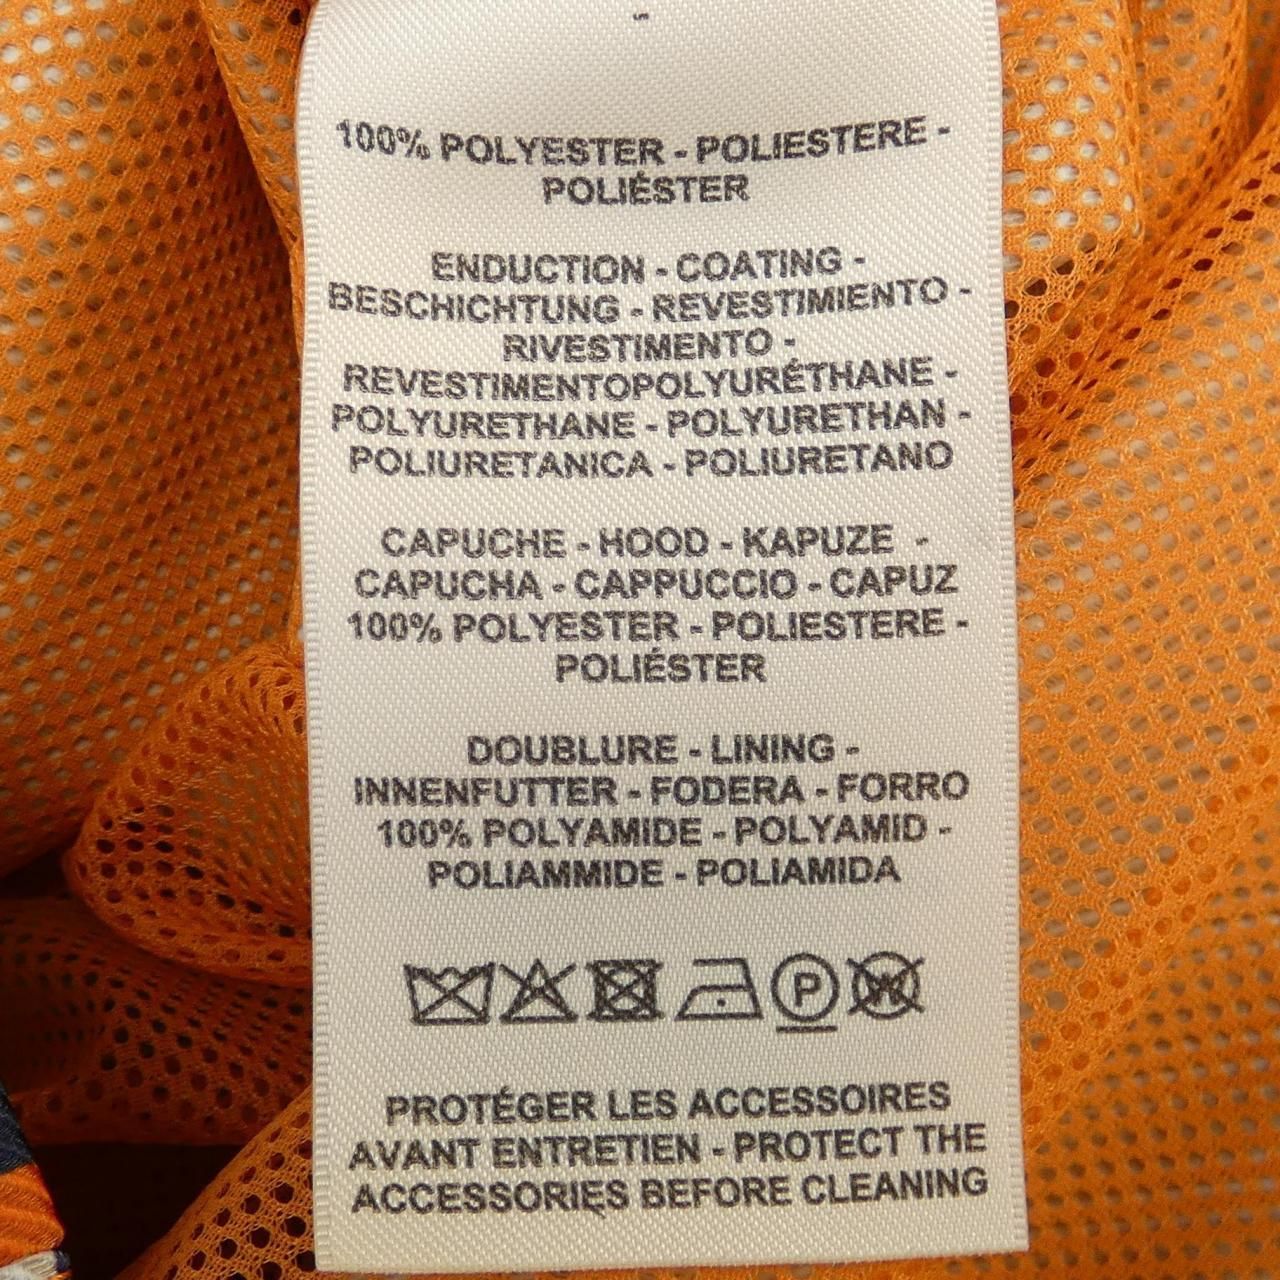 100% POLYESTER - POLIESTERE -
POLIÉSTER
ENDUCTION - COATING -
BESCHICHTUNG - REVESTIMIENTO -
RIVESTIMENTO -
REVESTIMENTOPOLYURÉTHANE -
POLYURETHANE - POLYURETHAN -
POLIURETANICA - POLIURETANO
CAPUCHE - HOOD - KAPUZE -
CAPUCHA - CAPPUCCIO - CAPUZ
100% POLYESTER - POLIESTERE -
POLIÉSTER
DOUBLURE - LINING -
INNENFUTTER - FODERA - FORRO
100% POLYAMIDE - POLYAMID -
POLIAMMIDE - POLIAMIDA
P W
PROTÉGER LES ACCESSOIRES
AVANT ENTRETIEN - PROTECT THE
ACCESSORIES BEFORE CLEANING